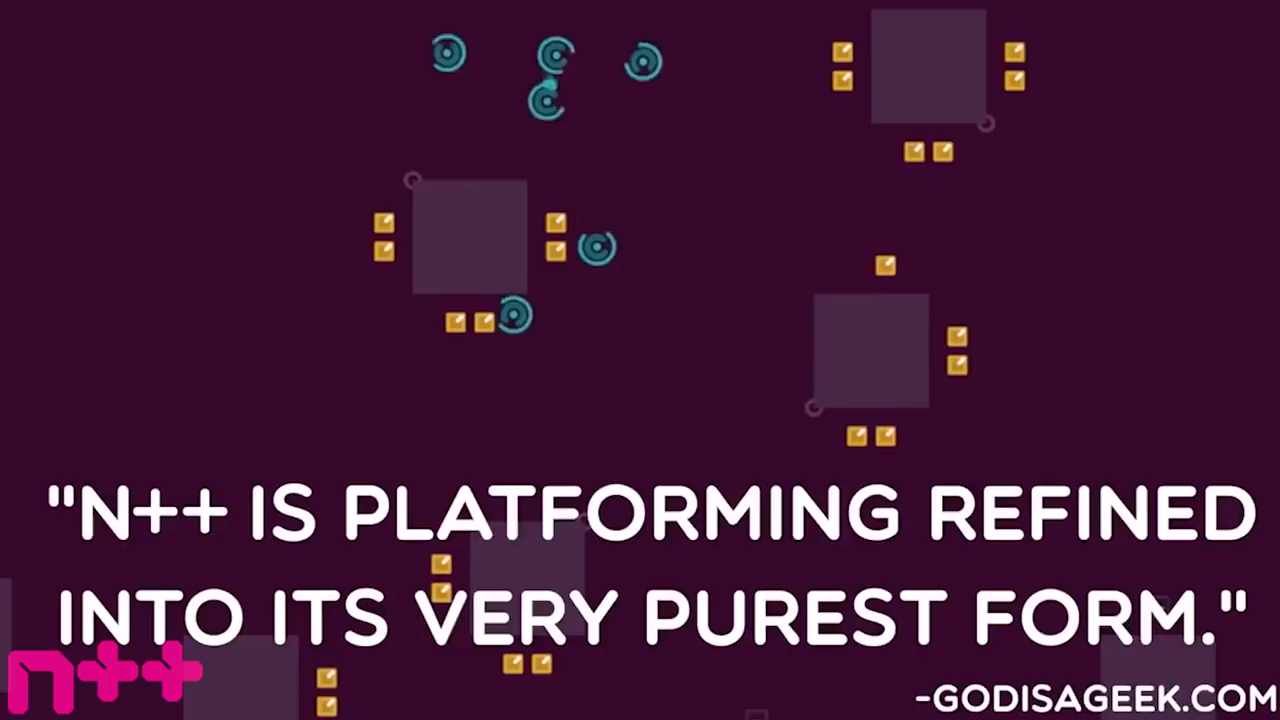 "N++ IS PLATFORMING REFINED
INTO ITS VERY PUREST FORM."
n++
-GODISAGEEK.COM